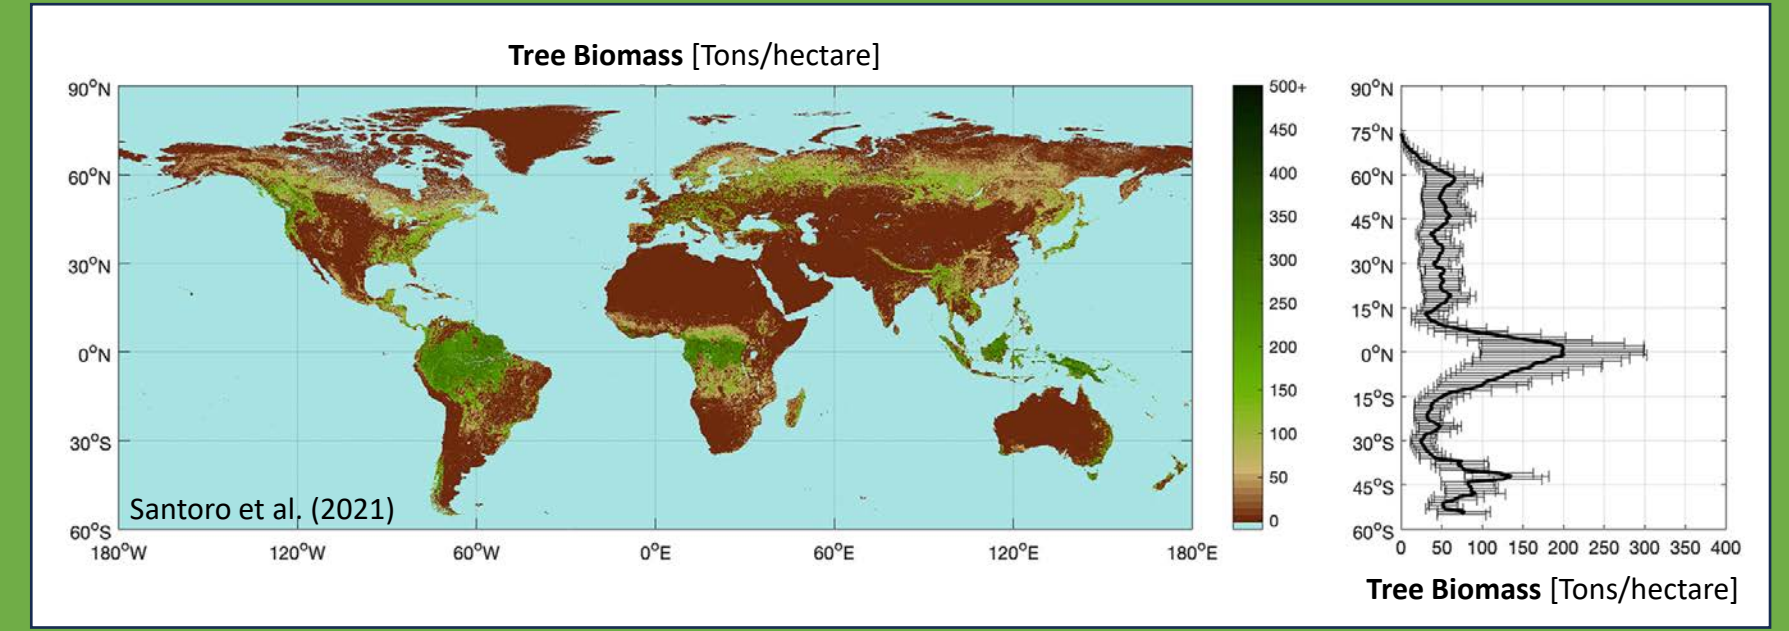 Tree Biomass [Tons/hectare]
90°N
60°N
30°N
0°N
30°S
60°S
180°W
120°W
60°W
0°E
60°E
120°E
180°E
Santoro et al. (2021)
500+
450
400
350
300
250
200
150
100
50
0
90°N
75°N
60°N
45°N
30°N
15°N
0°N
15°S
30°S
45°S
60°S
0 50 100 150 200 250 300 350 400
Tree Biomass [Tons/hectare]